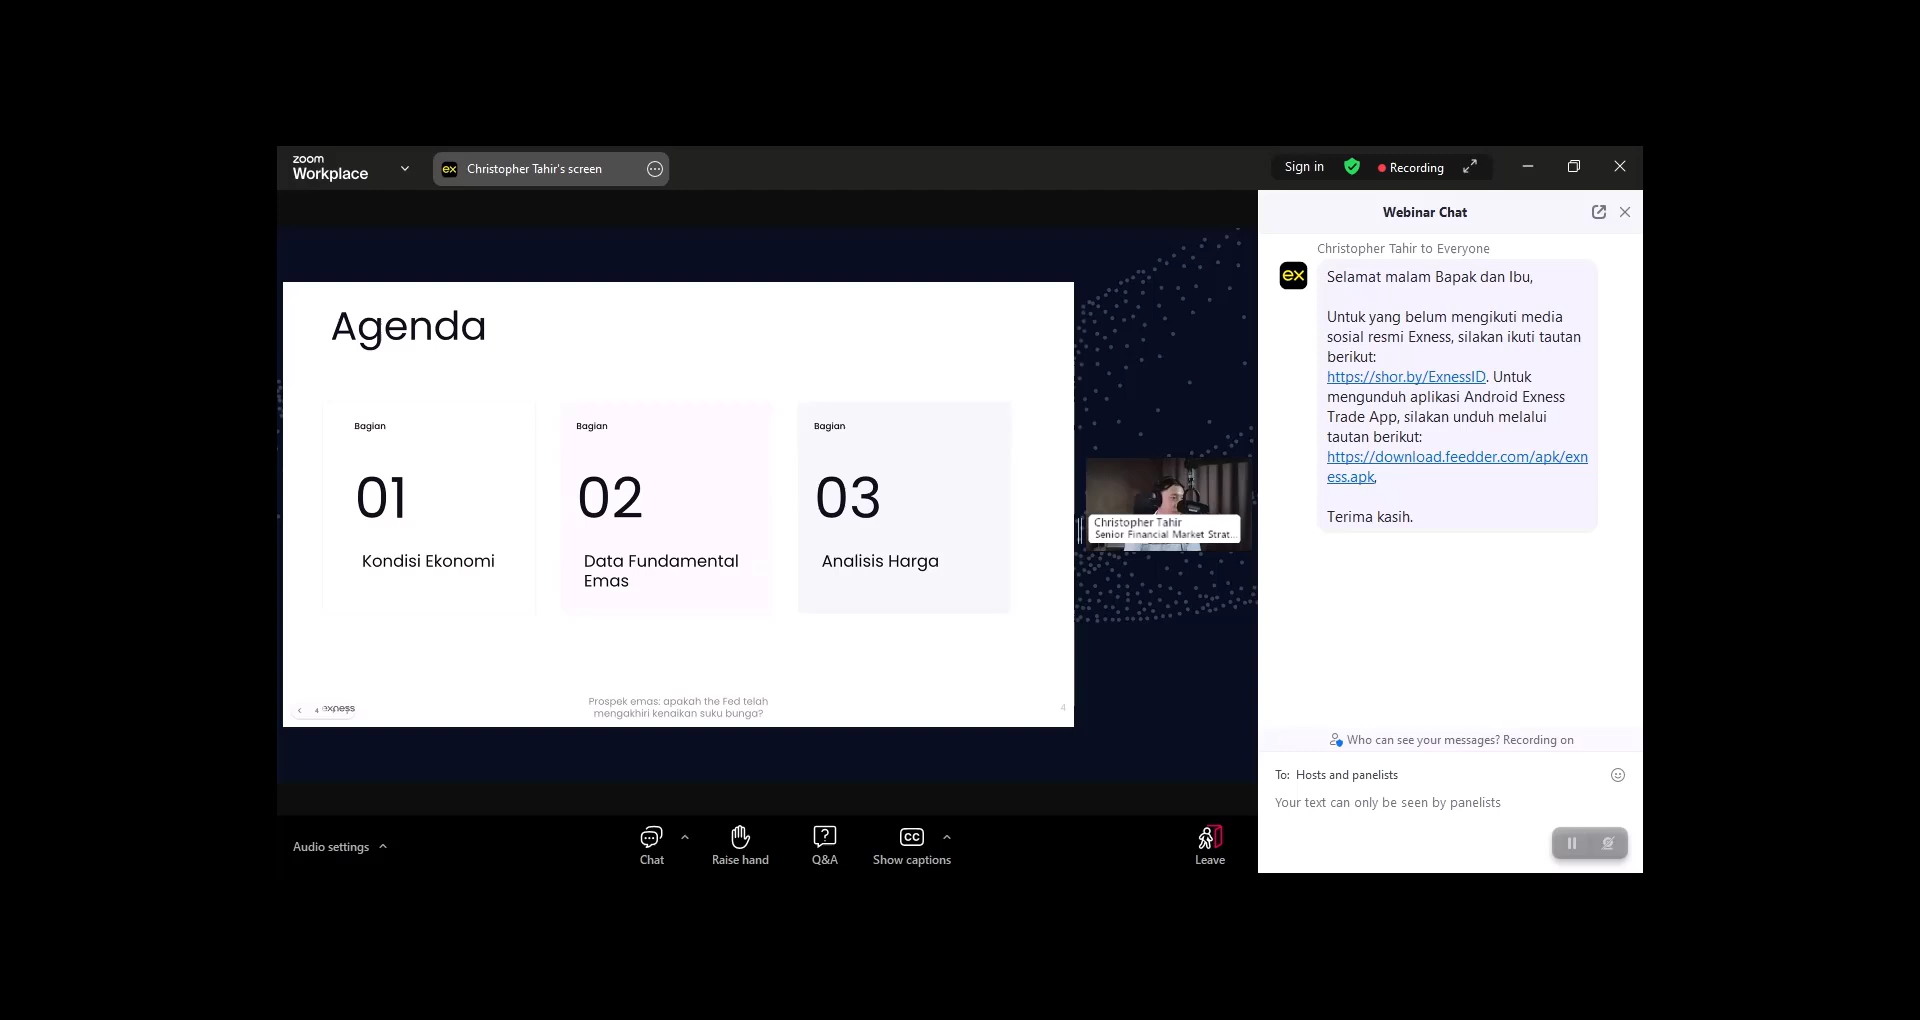 zoom
Workplace
ex
Christopher Tahir's screen
Sign in
Recording
Agenda
Bagian
01
Kondisi Ekonomi
Bagian
02
Data Fundamental
Emas
Bagian
03
Analisis Harga
4
exness
Prospek emas: apakah the Fed telah
mengakhiri kenaikan suku bunga?
4
Christopher Tahir
Senior Financial Market Strat...
Webinar Chat
Christopher Tahir to Everyone
ex
Selamat malam Bapak dan Ibu,
Untuk yang belum mengikuti media
sosial resmi Exness, silakan ikuti tautan
berikut:
https://shor.by/ExnessID. Untuk
mengunduh aplikasi Android Exness
Trade App, silakan unduh melalui
tautan berikut:
https://download.feedder.com/apk/exn
ess.apk,
Terima kasih.
Who can see your messages? Recording on
To: Hosts and panelists
Your text can only be seen by panelists
Audio settings
Chat
Raise hand
Q&A
CC
Show captions
Leave